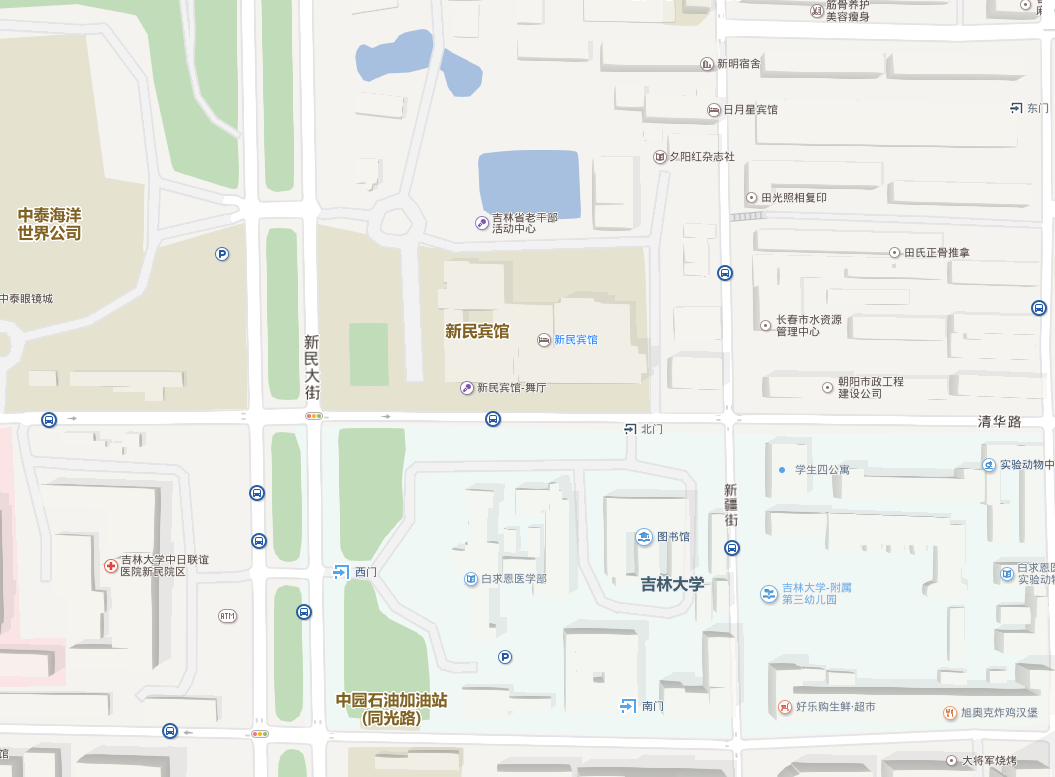 筋骨养护
美容瘦身
新明宿舍
日月星宾馆
东门
夕阳红杂志社
田光照相复印
中泰海洋
世界公司
P
吉林省老干部
活动中心
田氏正骨推拿
中泰眼镜城
长春市水资源
管理中心
新民宾馆
新民宾馆
新民大街
新民宾馆-舞厅
朝阳市政工程
建设公司
清华路
北门
学生四公寓
实验动物中
新疆街
图书馆
吉林大学中日联谊
医院新民院区
西门
白求恩医学部
吉林大学
吉林大学-附属
第三幼儿园
白求恩医
实验动物
ATM
P
中园石油加油站
(同光路)
南门
好乐购生鲜·超市
旭奥克炸鸡汉堡
馆
大将军烧烤